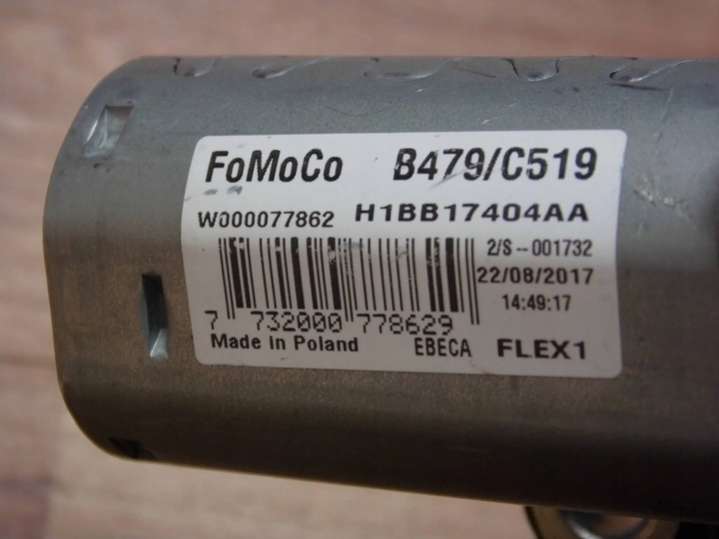 FoMoCo B479/C519
W000077862 H1BB17404AA
2/S--001732
22/08/2017
14:49:17
7 732000 778629
Made in Poland EBECA FLEX1